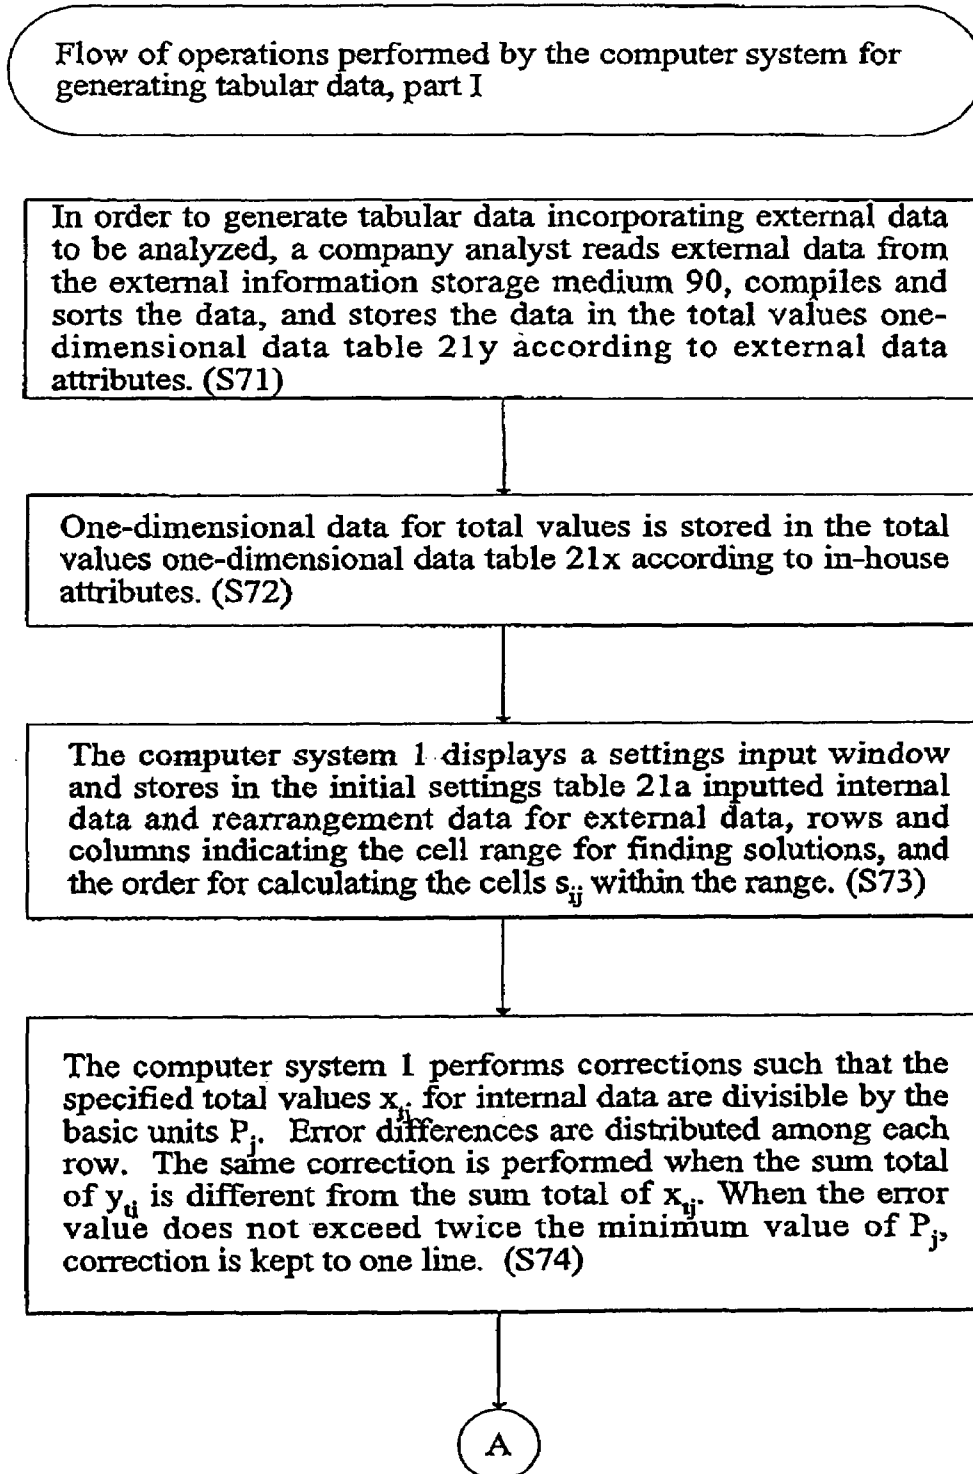 Flow of operations performed by the computer system for
generating tabular data, part I
In order to generate tabular data incorporating external data
to be analyzed, a company analyst reads external data from
the external information storage medium 90, compiles and
sorts the data, and stores the data in the total values one-
dimensional data table 21y according to external data
attributes. (S71)
One-dimensional data for total values is stored in the total
values one-dimensional data table 21x according to in-house
attributes. (S72)
The computer system 1 displays a settings input window
and stores in the initial settings table 21a inputted internal
data and rearrangement data for external data, rows and
columns indicating the cell range for finding solutions, and
the order for calculating the cells s_ij within the range. (S73)
The computer system 1 performs corrections such that the
specified total values x_tj for internal data are divisible by the
basic units P_j. Error differences are distributed among each
row. The same correction is performed when the sum total
of y_ti is different from the sum total of x_tj. When the error
value does not exceed twice the minimum value of P_j,
correction is kept to one line. (S74)
A